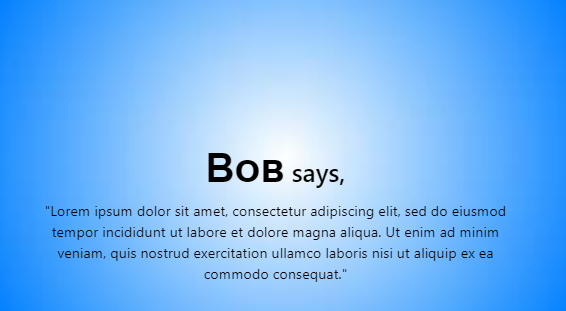 Bob says,
"Lorem ipsum dolor sit amet, consectetur adipiscing elit, sed do eiusmod
tempor incididunt ut labore et dolore magna aliqua. Ut enim ad minim
veniam, quis nostrud exercitation ullamco laboris nisi ut aliquip ex ea
commodo consequat."